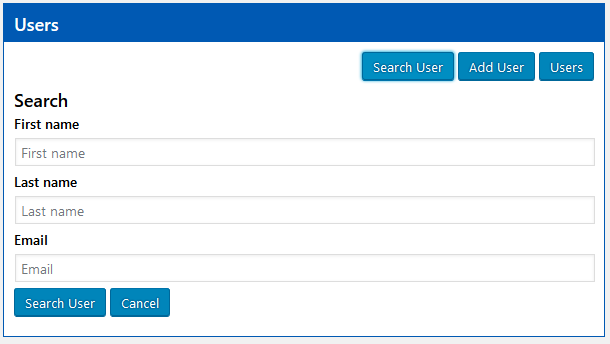 Users
Search User Add User Users
Search
First name
First name
Last name
Last name
Email
Email
Search User Cancel